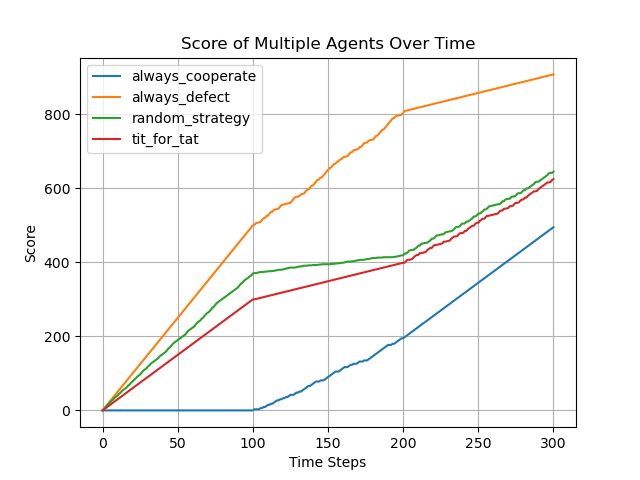 Score of Multiple Agents Over Time
always_cooperate
always_defect
random_strategy
tit_for_tat
800
600
400
200
0
Score
0 50 100 150 200 250 300
Time Steps